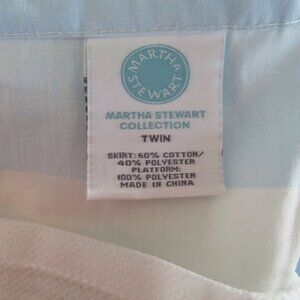 MARTHA
STEWART
MARTHA STEWART
COLLECTION
TWIN
SKIRT: 60% COTTON/
40% POLYESTER
PLATFORM:
100% POLYESTER
MADE IN CHINA